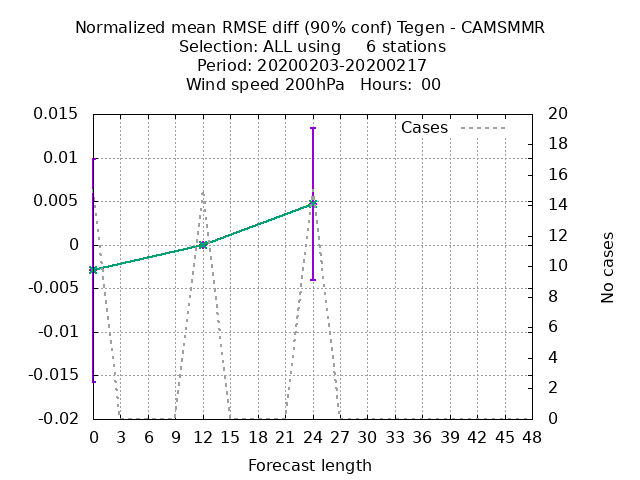 Normalized mean RMSE diff (90% conf) Tegen - CAMSMMR
Selection: ALL using     6 stations
Period: 20200203-20200217
Wind speed 200hPa   Hours:  00
Cases
0.015
0.01
0.005
0
-0.005
-0.01
-0.015
-0.02
20
18
16
14
12
10
8
6
4
2
0
No cases
0 3 6 9 12 15 18 21 24 27 30 33 36 39 42 45 48
Forecast length